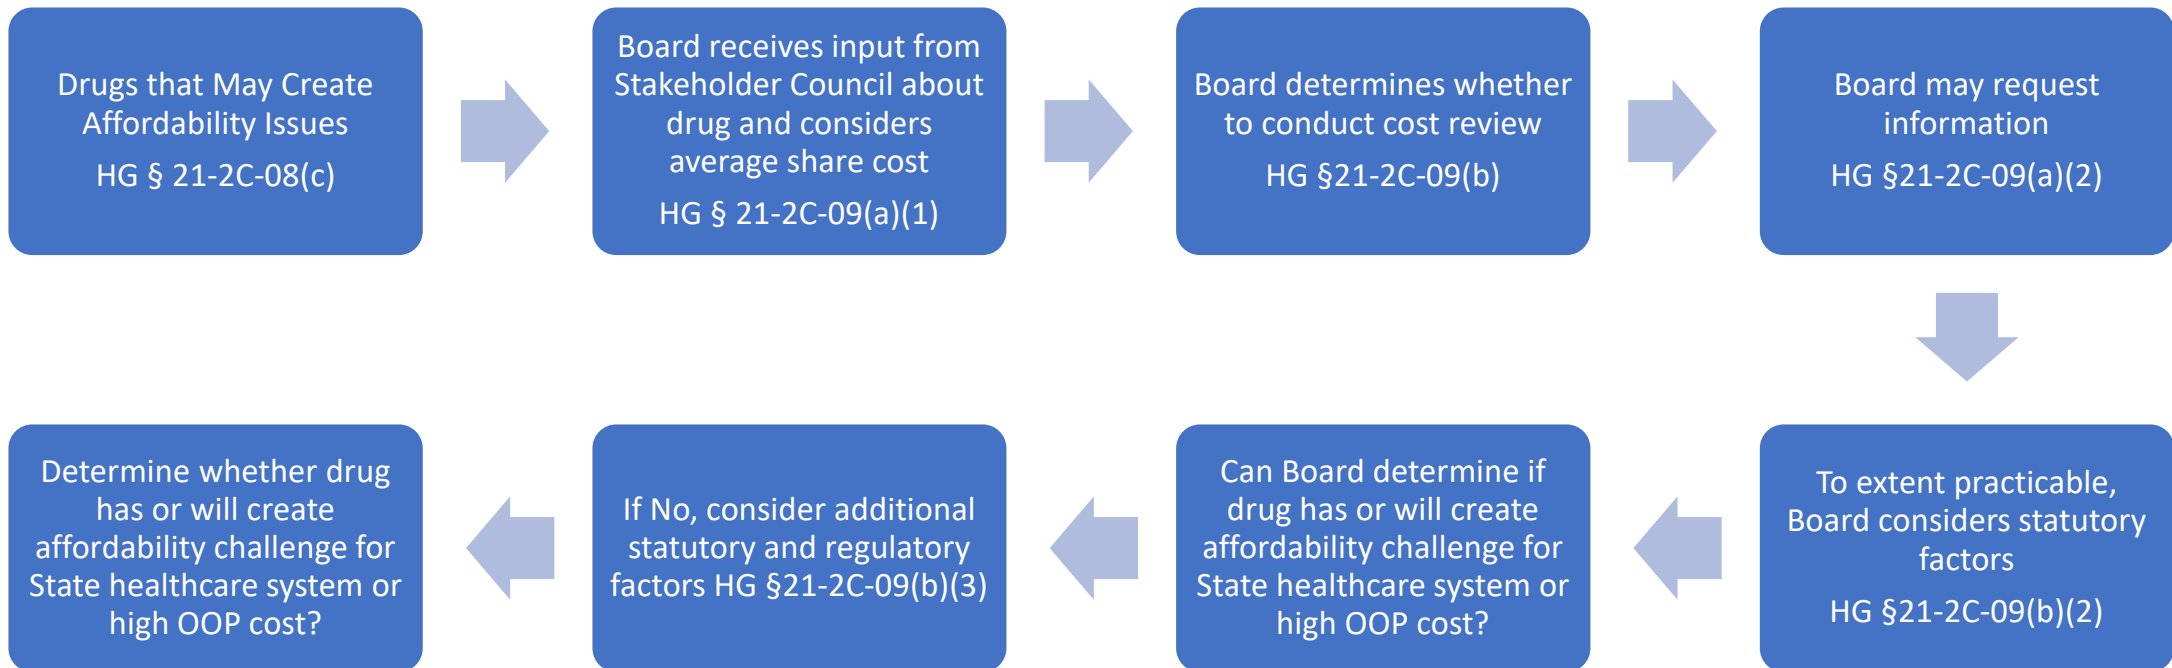 Drugs that May Create
Affordability Issues
HG § 21-2C-08(c)
Board receives input from
Stakeholder Council about
drug and considers
average share cost
HG § 21-2C-09(a)(1)
Board determines whether
to conduct cost review
HG §21-2C-09(b)
Board may request
information
HG §21-2C-09(a)(2)
To extent practicable,
Board considers statutory
factors
HG §21-2C-09(b)(2)
Can Board determine if
drug has or will create
affordability challenge for
State healthcare system or
high OOP cost?
If No, consider additional
statutory and regulatory
factors HG §21-2C-09(b)(3)
Determine whether drug
has or will create
affordability challenge for
State healthcare system or
high OOP cost?